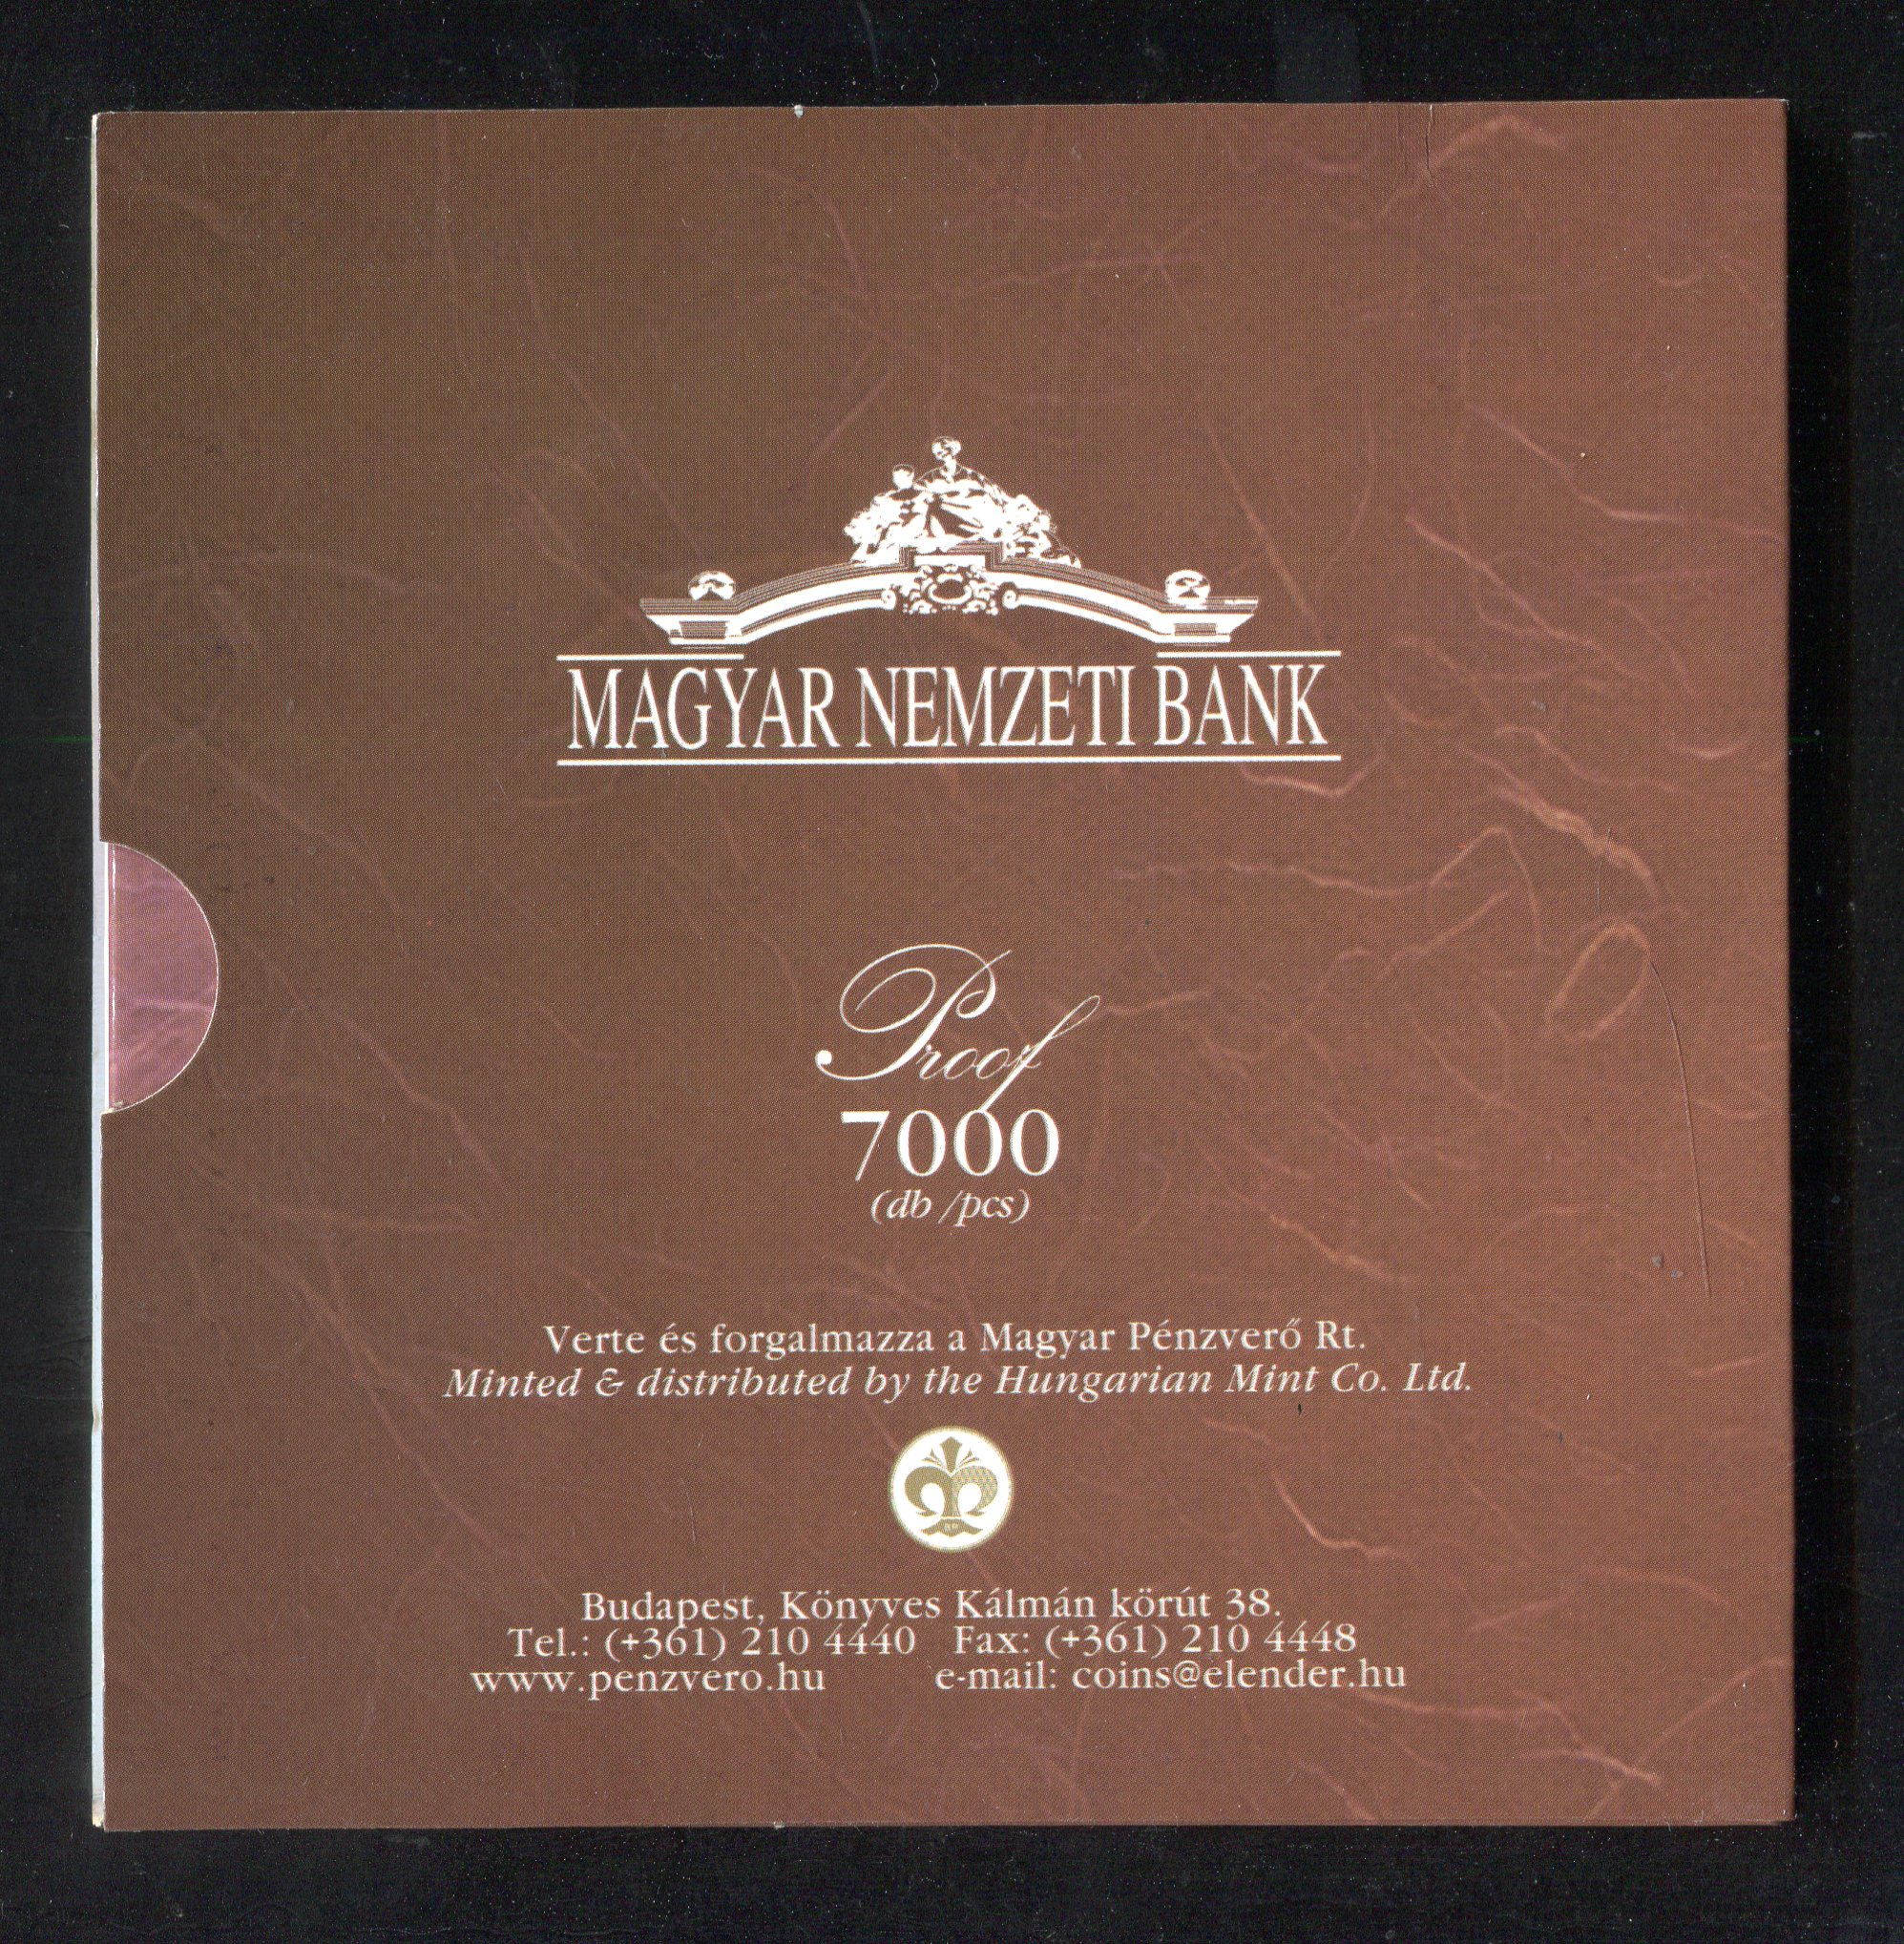 MAGYAR NEMZETI BANK
Proof
7000
(db /pcs)
Verte és forgalmazza a Magyar Pénzverő Rt.
Minted & distributed by the Hungarian Mint Co. Ltd.
Budapest, Könyves Kálmán körút 38.
Tel.: (+361) 210 4440 Fax: (+361) 210 4448
www.penzvero.hu e-mail: coins@elender.hu